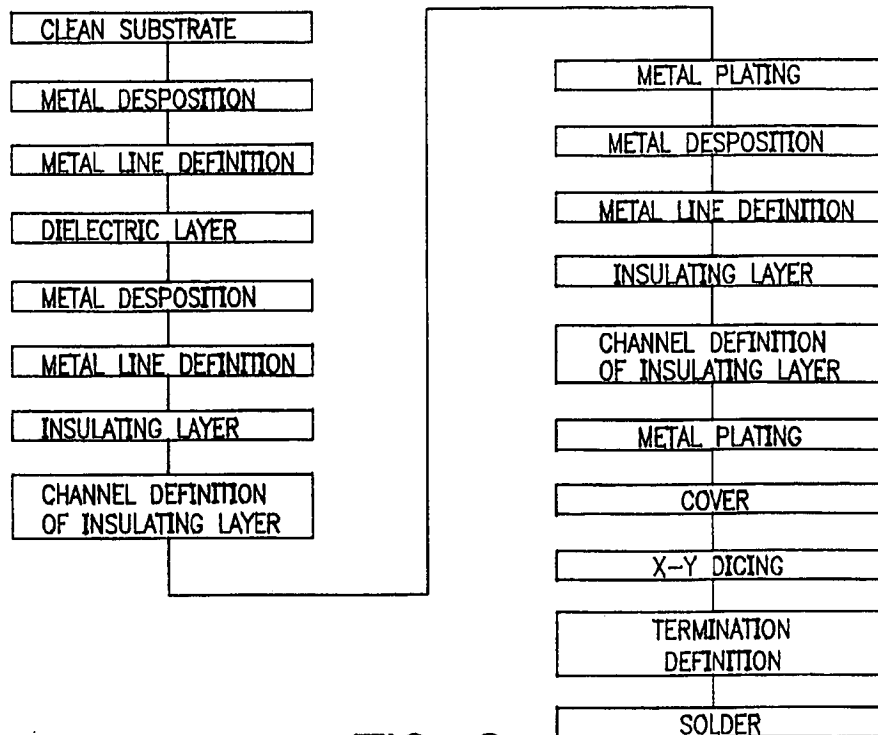 CLEAN SUBSTRATE
METAL DESPOSITION
METAL LINE DEFINITION
DIELECTRIC LAYER
METAL DESPOSITION
METAL LINE DEFINITION
INSULATING LAYER
CHANNEL DEFINITION
OF INSULATING LAYER
METAL PLATING
METAL DESPOSITION
METAL LINE DEFINITION
INSULATING LAYER
CHANNEL DEFINITION
OF INSULATING LAYER
METAL PLATING
COVER
X-Y DICING
TERMINATION
DEFINITION
SOLDER